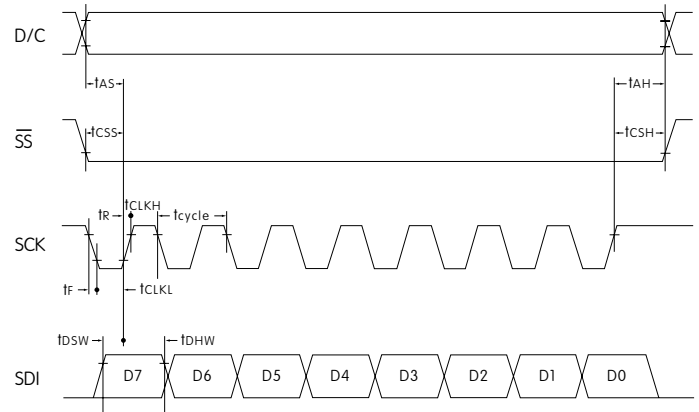 D/C
tAS tAH
SS
tCSS tCSH
tR tCLKH tcycle
SCK
tF tCLKL
tDSW tDHW
SDI D7 D6 D5 D4 D3 D2 D1 D0